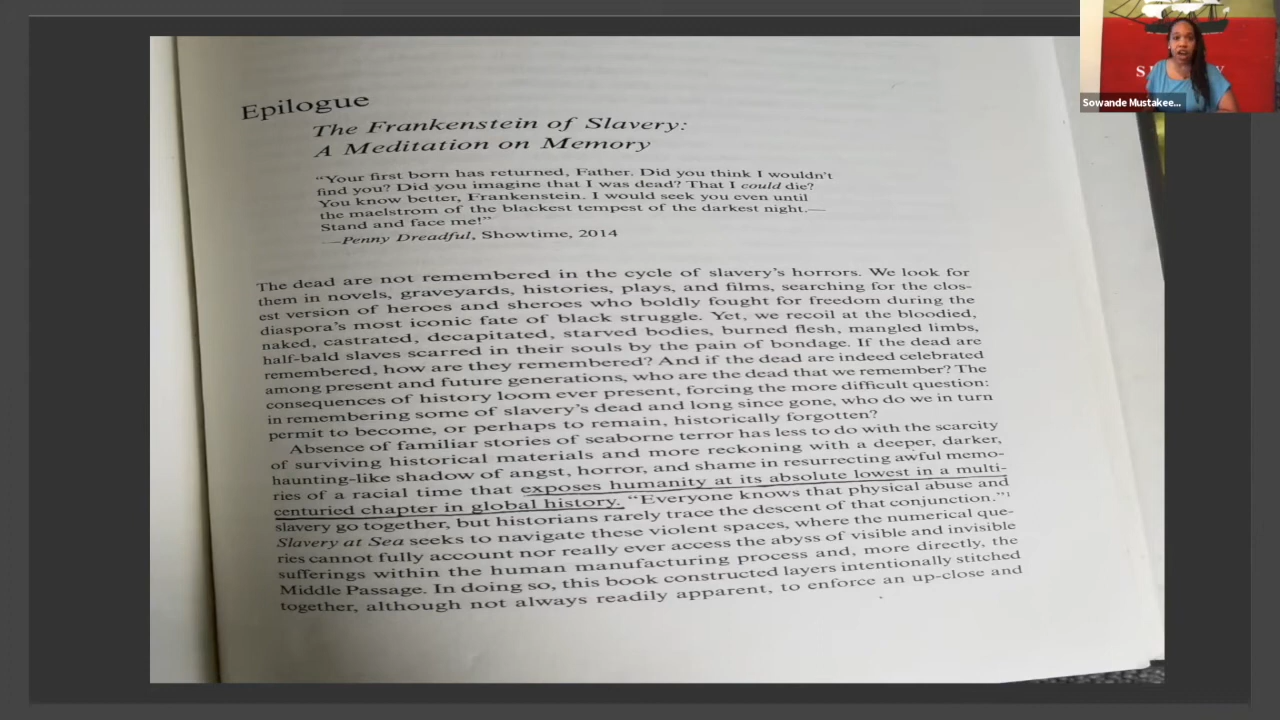 Epilogue
The Frankenstein of Slavery:
A Meditation on Memory
“Your first born has returned, Father. Did you think I wouldn’t
find you? Did you imagine that I was dead? That I could die?
You know better, Frankenstein. I would seek you even until
the maelstrom of the blackest tempest of the darkest night.—
Stand and face me!”
—Penny Dreadful, Showtime, 2014
The dead are not remembered in the cycle of slavery’s horrors. We look for
them in novels, graveyards, histories, plays, and films, searching for the clos-
est version of heroes and sheroes who boldly fought for freedom during the
diaspora’s most iconic fate of black struggle. Yet, we recoil at the bloodied,
naked, castrated, decapitated, starved bodies, burned flesh, mangled limbs,
half-bald slaves scarred in their souls by the pain of bondage. If the dead are
remembered, how are they remembered? And if the dead are indeed celebrated
among present and future generations, who are the dead that we remember? The
consequences of history loom ever present, forcing the more difficult question:
in remembering some of slavery’s dead and long since gone, who do we in turn
permit to become, or perhaps to remain, historically forgotten?
Absence of familiar stories of seaborne terror has less to do with the scarcity
of surviving historical materials and more reckoning with a deeper, darker,
haunting-like shadow of angst, horror, and shame in resurrecting awful memo-
ries of a racial time that exposes humanity at its absolute lowest in a multi-
centuried chapter in global history. “Everyone knows that physical abuse and
slavery go together, but historians rarely trace the descent of that conjunction.”1
Slavery at Sea seeks to navigate these violent spaces, where the numerical que-
ries cannot fully account nor really ever access the abyss of visible and invisible
sufferings within the human manufacturing process and, more directly, the
Middle Passage. In doing so, this book constructed layers intentionally stitched
together, although not always readily apparent, to enforce an up-close and
Sowande Mustakee...